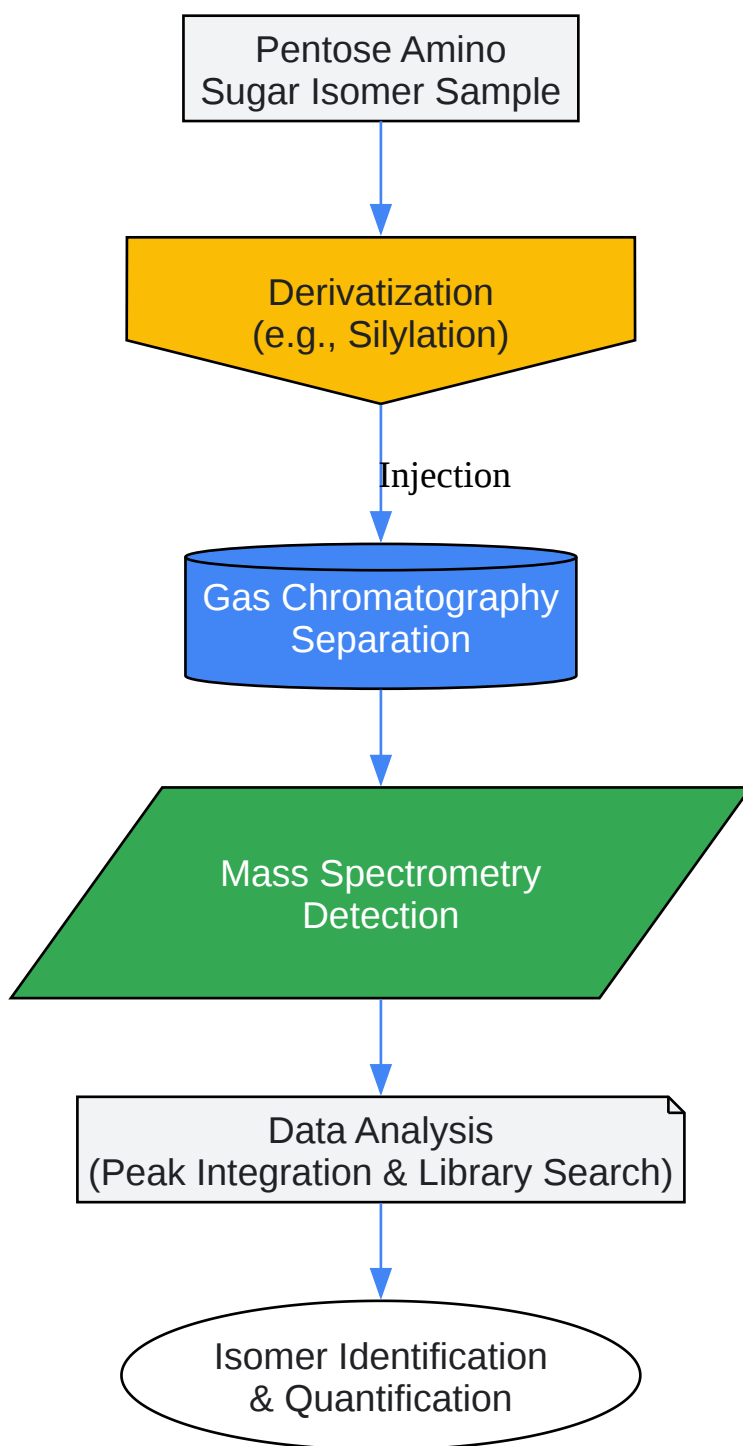 Pentose Amino
Sugar Isomer Sample
Derivatization
(e.g., Silylation)
Injection
Gas Chromatography
Separation
Mass Spectrometry
Detection
Data Analysis
(Peak Integration & Library Search)
Isomer Identification
& Quantification